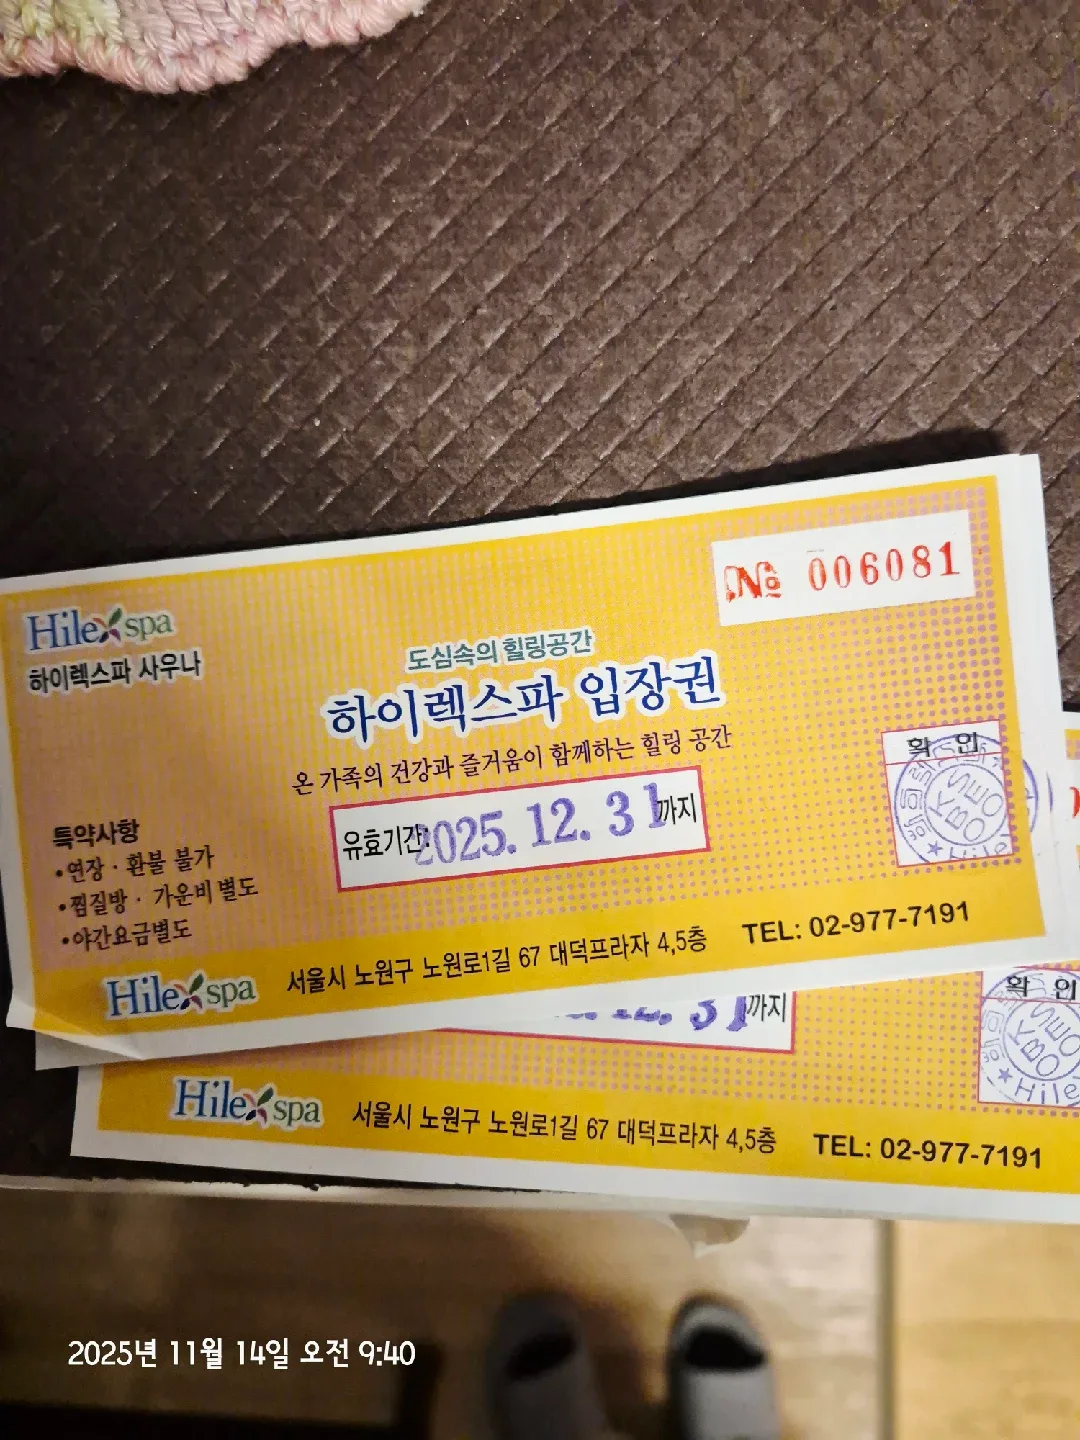 Hilex spa
하이렉스파 사우나
№ 006081
도심속의 힐링공간
하이렉스파 입장권
온 가족의 건강과 즐거움이 함께하는 힐링 공간
유효기간: 2025. 12. 31까지
확 인
특약사항
•연장 · 환불 불가
•찜질방 · 가운비 별도
•야간요금별도
Hilex spa 서울시 노원구 노원로1길 67 대덕프라자 4,5층 TEL: 02-977-7191
까지
확 인
Hilex spa 서울시 노원구 노원로1길 67 대덕프라자 4,5층 TEL: 02-977-7191
2025년 11월 14일 오전 9:40